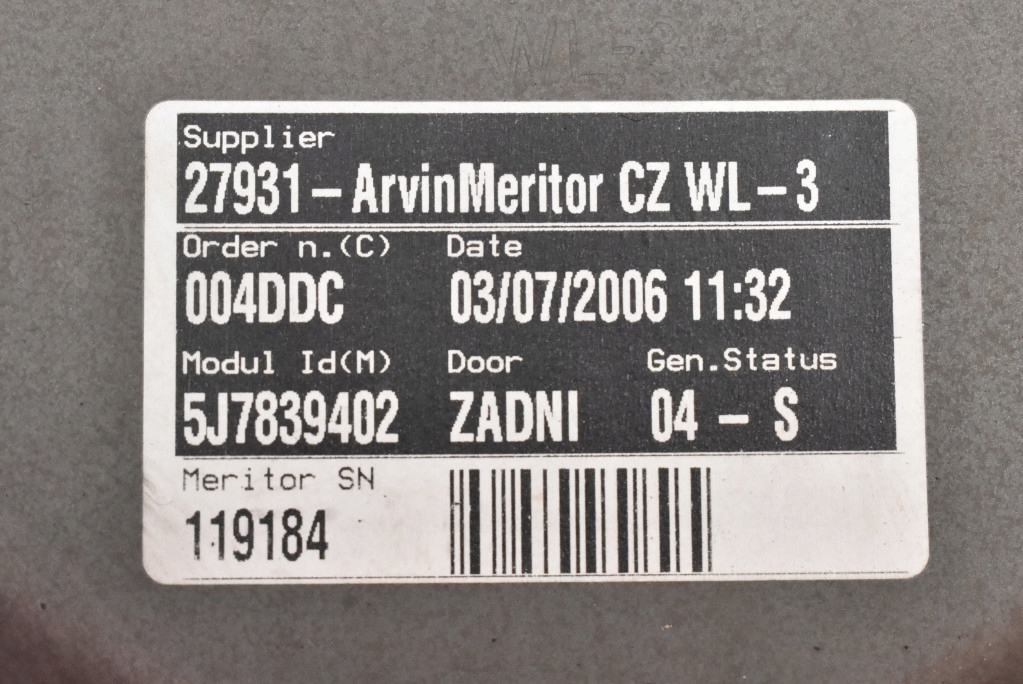 Supplier
27931 - ArvinMeritor CZ WL - 3
Order n.(C) Date
004DDC 03/07/2006 11:32
Modul Id(M) Door Gen.Status
5J7839402 ZADNI 04 - S
Meritor SN
119184